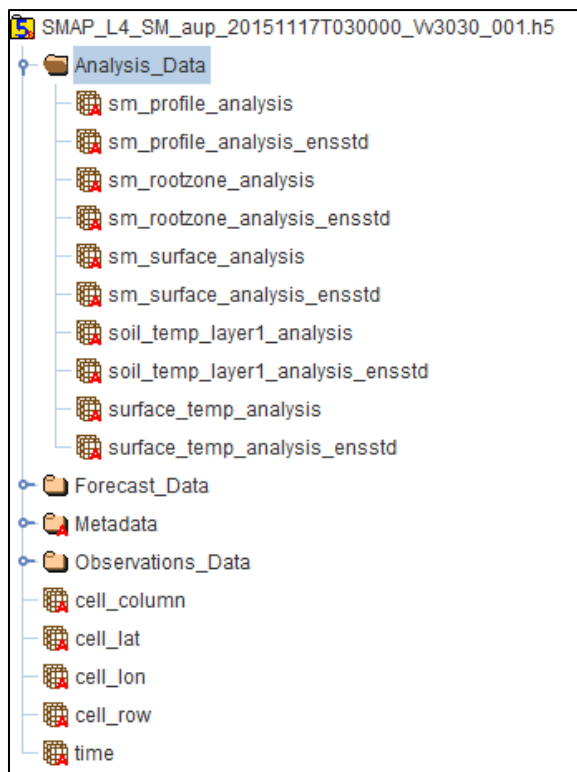 SMAP_L4_SM_aup_20151117T030000_Vv3030_001.h5
Analysis_Data
sm_profile_analysis
sm_profile_analysis_ensstd
sm_rootzone_analysis
sm_rootzone_analysis_ensstd
sm_surface_analysis
sm_surface_analysis_ensstd
soil_temp_layer1_analysis
soil_temp_layer1_analysis_ensstd
surface_temp_analysis
surface_temp_analysis_ensstd
Forecast_Data
Metadata
Observations_Data
cell_column
cell_lat
cell_lon
cell_row
time